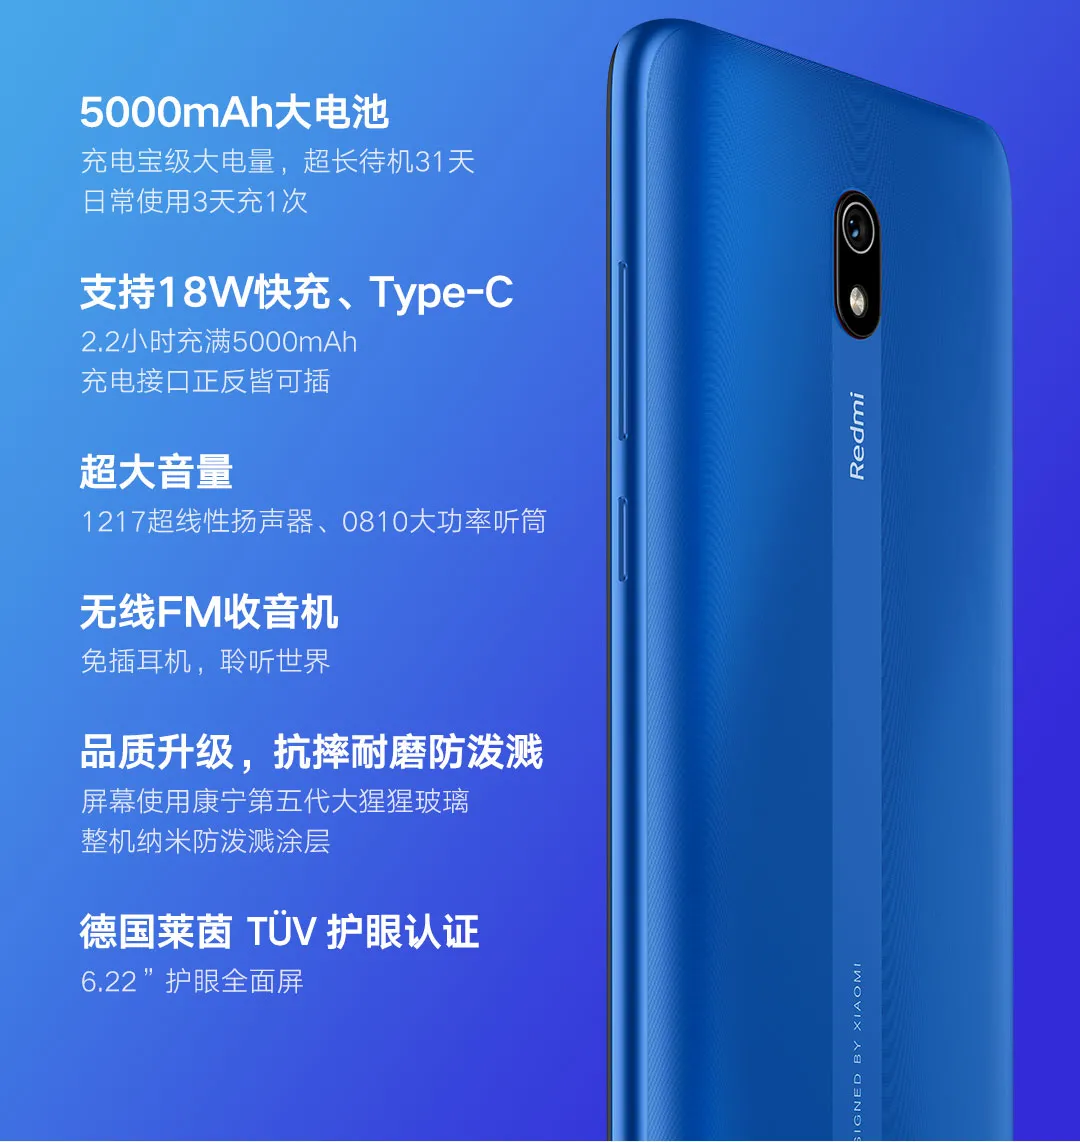 5000mAh大电池
充电宝级大电量，超长待机31天
日常使用3天充1次
支持18W快充、Type-C
2.2小时充满5000mAh
充电接口正反皆可插
超大音量
1217超线性扬声器、0810大功率听筒
无线FM收音机
免插耳机，聆听世界
品质升级，抗摔耐磨防泼溅
屏幕使用康宁第五代大猩猩玻璃
整机纳米防泼溅涂层
德国莱茵 TÜV 护眼认证
6.22”护眼全面屏
Redmi
SIGNED BY XIAOMI